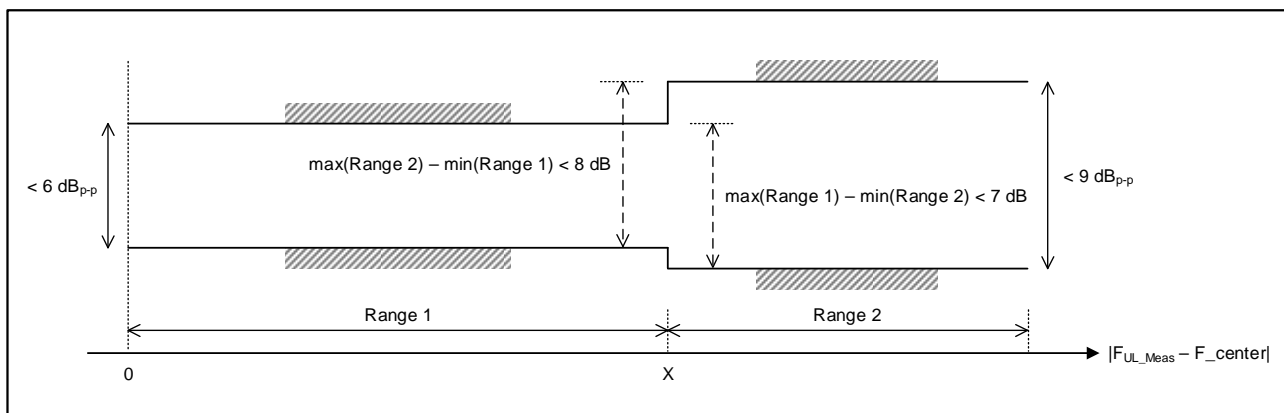 max(Range 2) – min(Range 1) < 8 dB
< 6 dBp-p
max(Range 1) – min(Range 2) < 7 dB
< 9 dBp-p
Range 1
Range 2
|FUL_Meas – F_center|
0
X